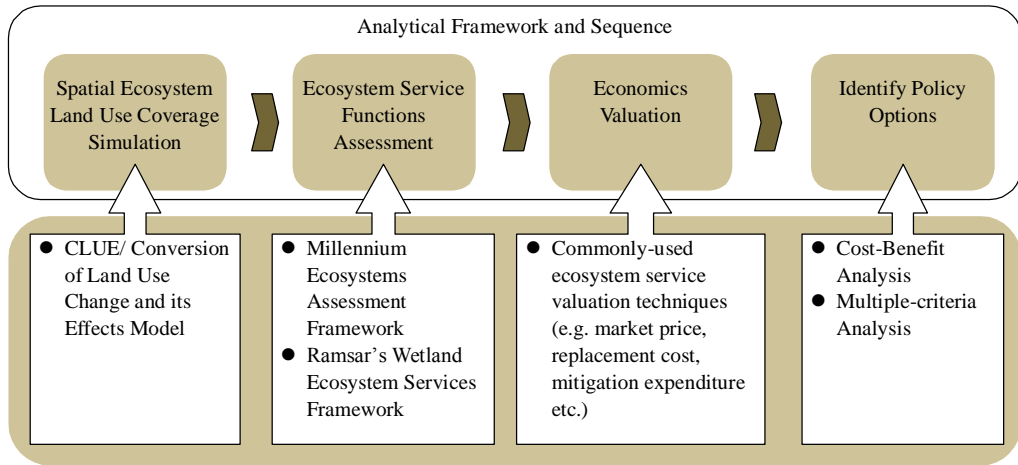 Analytical Framework and Sequence
Spatial Ecosystem
Land Use Coverage
Simulation
Ecosystem Service
Functions
Assessment
Economics
Valuation
Identify Policy
Options
● CLUE/ Conversion
of Land Use
Change and its
Effects Model
● Millennium
Ecosystems
Assessment
Framework
● Ramsar’s Wetland
Ecosystem Services
Framework
● Commonly-used
ecosystem service
valuation techniques
(e.g. market price,
replacement cost,
mitigation expenditure
etc.)
● Cost-Benefit
Analysis
● Multiple-criteria
Analysis